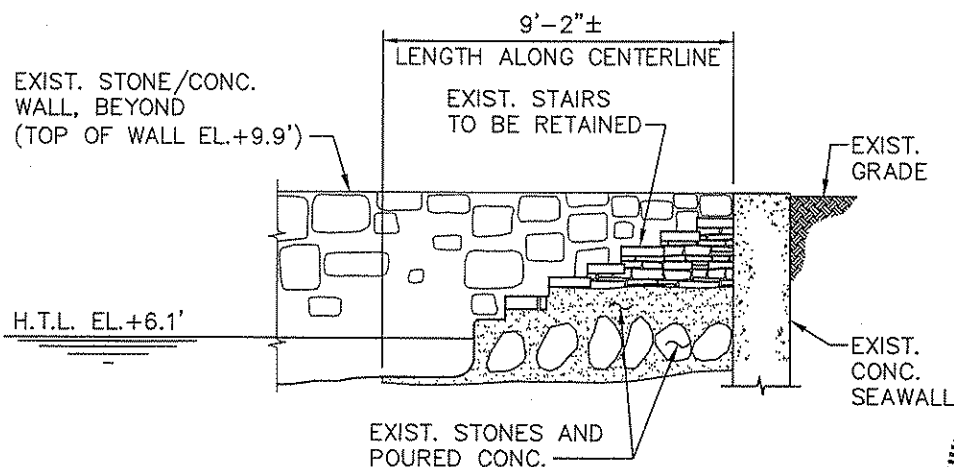 9'-2"±
LENGTH ALONG CENTERLINE
EXIST. STONE/CONC.
WALL, BEYOND
(TOP OF WALL EL.+9.9')
EXIST. STAIRS
TO BE RETAINED
EXIST.
GRADE
H.T.L. EL.+6.1'
EXIST.
CONC.
SEAWALL
EXIST. STONES AND
POURED CONC.